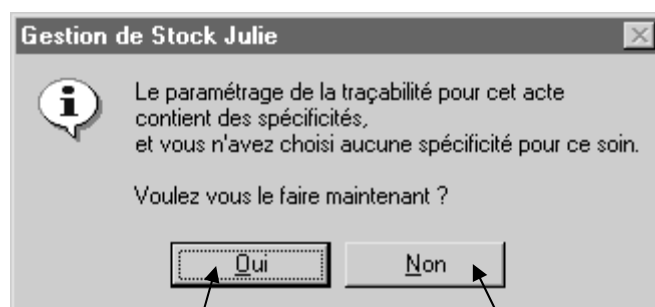 Gestion de Stock Julie
Le paramétrage de la traçabilité pour cet acte
contient des spécificités,
et vous n'avez choisi aucune spécificité pour ce soin.
Voulez vous le faire maintenant ?
Oui
Non